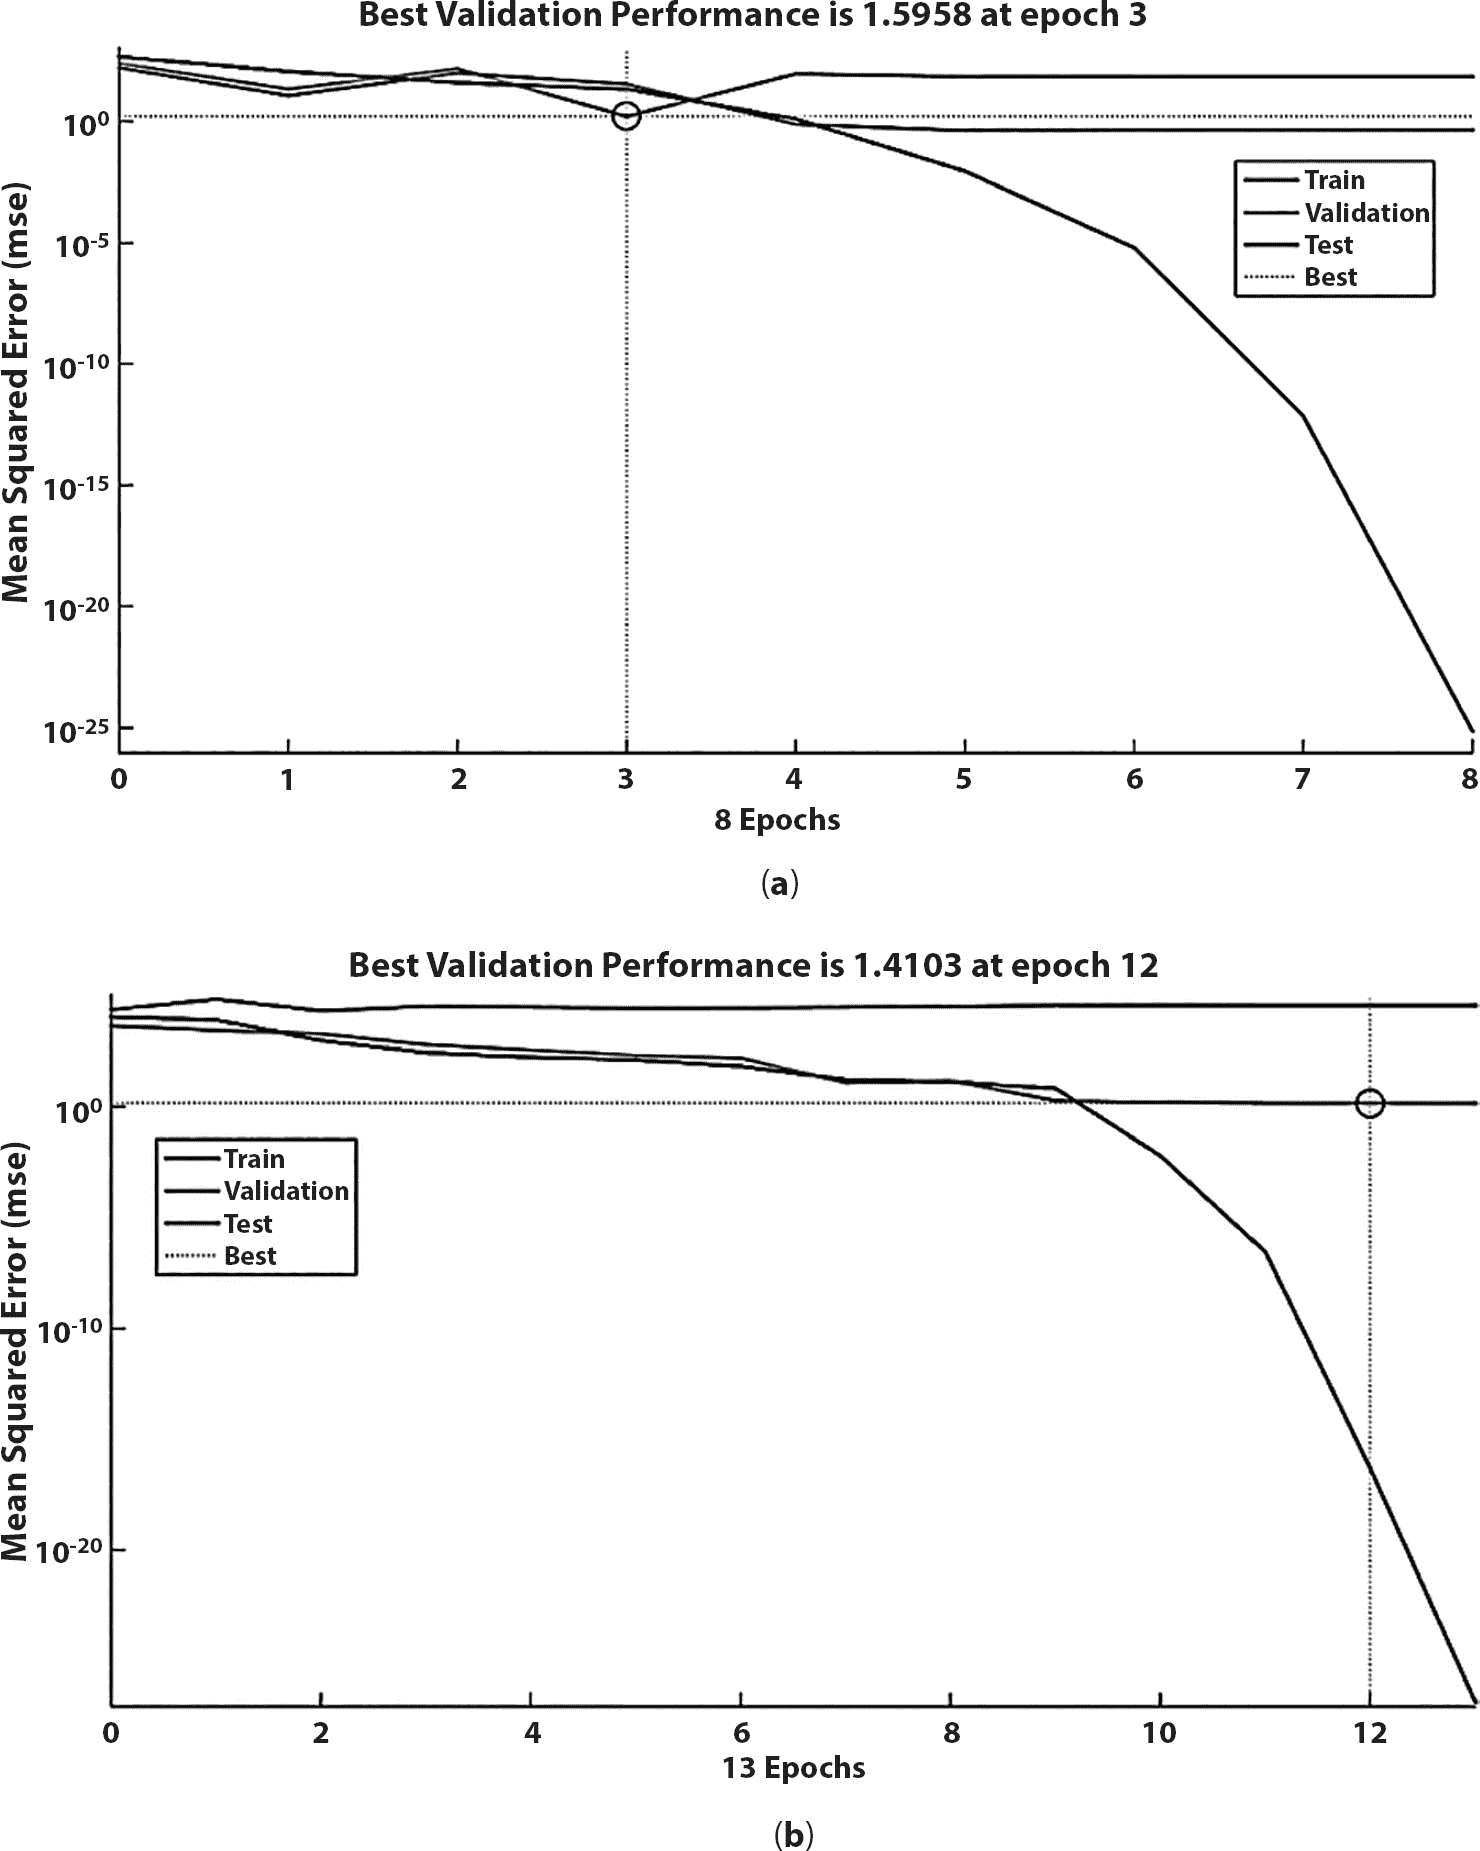 Best Validation Performance is 1.5958 at epoch 3
Mean Squared Error (mse)
10^0
10^-5
10^-10
10^-15
10^-20
10^-25
Train
Validation
Test
Best
0 1 2 3 4 5 6 7 8
8 Epochs
(a)
Best Validation Performance is 1.4103 at epoch 12
Mean Squared Error (mse)
10^0
10^-10
10^-20
Train
Validation
Test
Best
0 2 4 6 8 10 12
13 Epochs
(b)